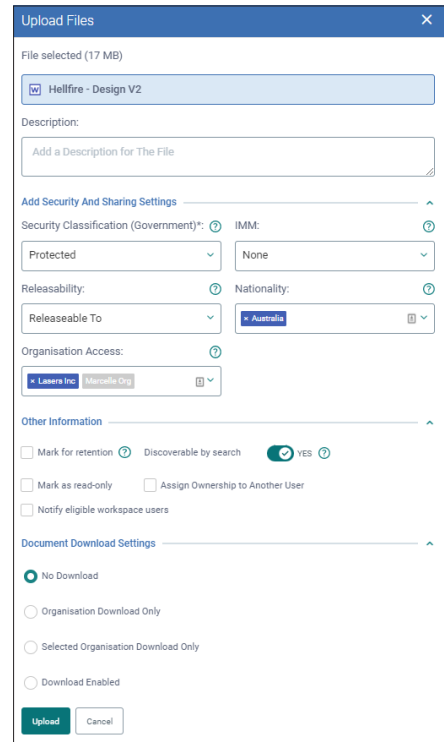 Upload Files ×
File selected (17 MB)
W Hellfire - Design V2
Description:
Add a Description for The File
Add Security And Sharing Settings
Security Classification (Government)*: ? IMM: ?
Protected None
Releasability: ? Nationality: ?
Releaseable To × Australia
Organisation Access: ?
× Lasers Inc Marcelle Org
Other Information
Mark for retention ? Discoverable by search YES ?
Mark as read-only Assign Ownership to Another User
Notify eligible workspace users
Document Download Settings
No Download
Organisation Download Only
Selected Organisation Download Only
Download Enabled
Upload Cancel